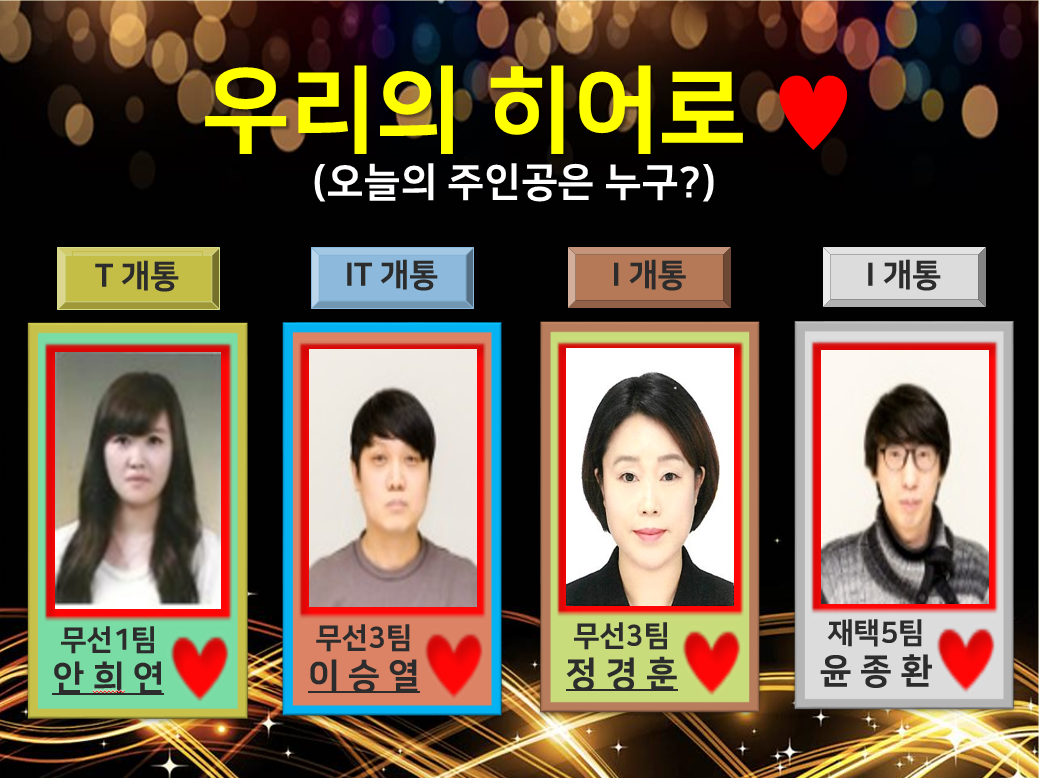 우리의 히어로
(오늘의 주인공은 누구?)
T 개통
IT 개통
I 개통
I 개통
무선1팀
안 희 연
무선3팀
이 승 열
무선3팀
정 경 훈
재택5팀
윤 종 환